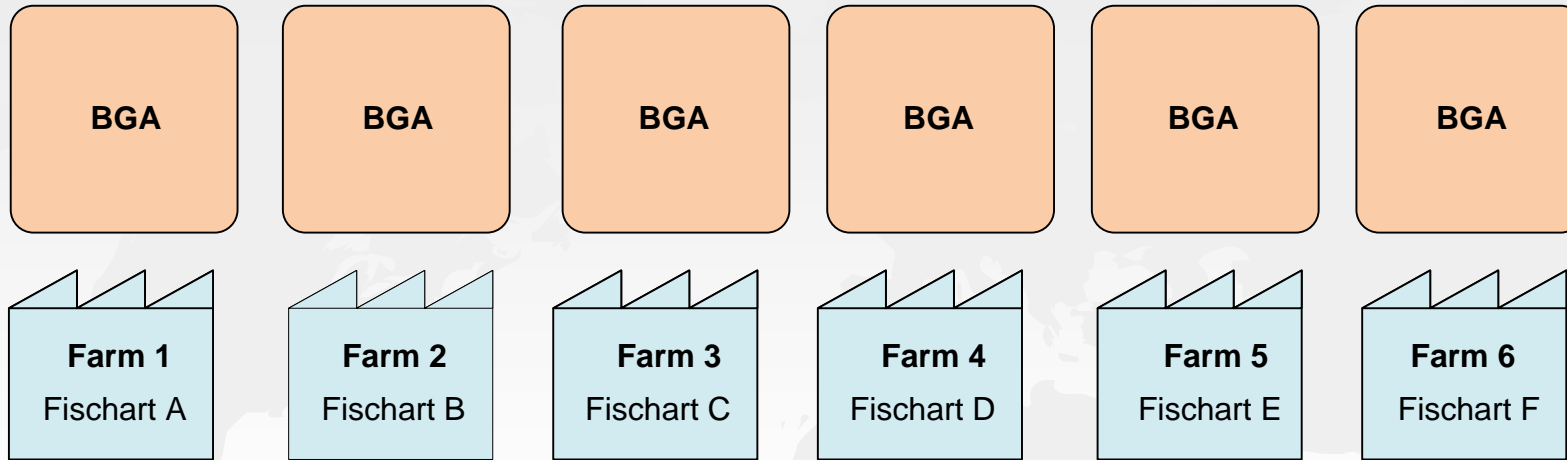 BGA
BGA
BGA
BGA
BGA
BGA
Farm 1
Fischart A
Farm 2
Fischart B
Farm 3
Fischart C
Farm 4
Fischart D
Farm 5
Fischart E
Farm 6
Fischart F